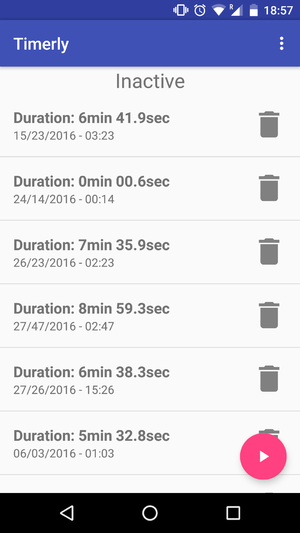 R 18:57
Timerly
Inactive
Duration: 6min 41.9sec
15/23/2016 - 03:23
Duration: 0min 00.6sec
24/14/2016 - 00:14
Duration: 7min 35.9sec
26/23/2016 - 02:23
Duration: 8min 59.3sec
27/47/2016 - 02:47
Duration: 6min 38.3sec
27/26/2016 - 15:26
Duration: 5min 32.8sec
06/03/2016 - 01:03